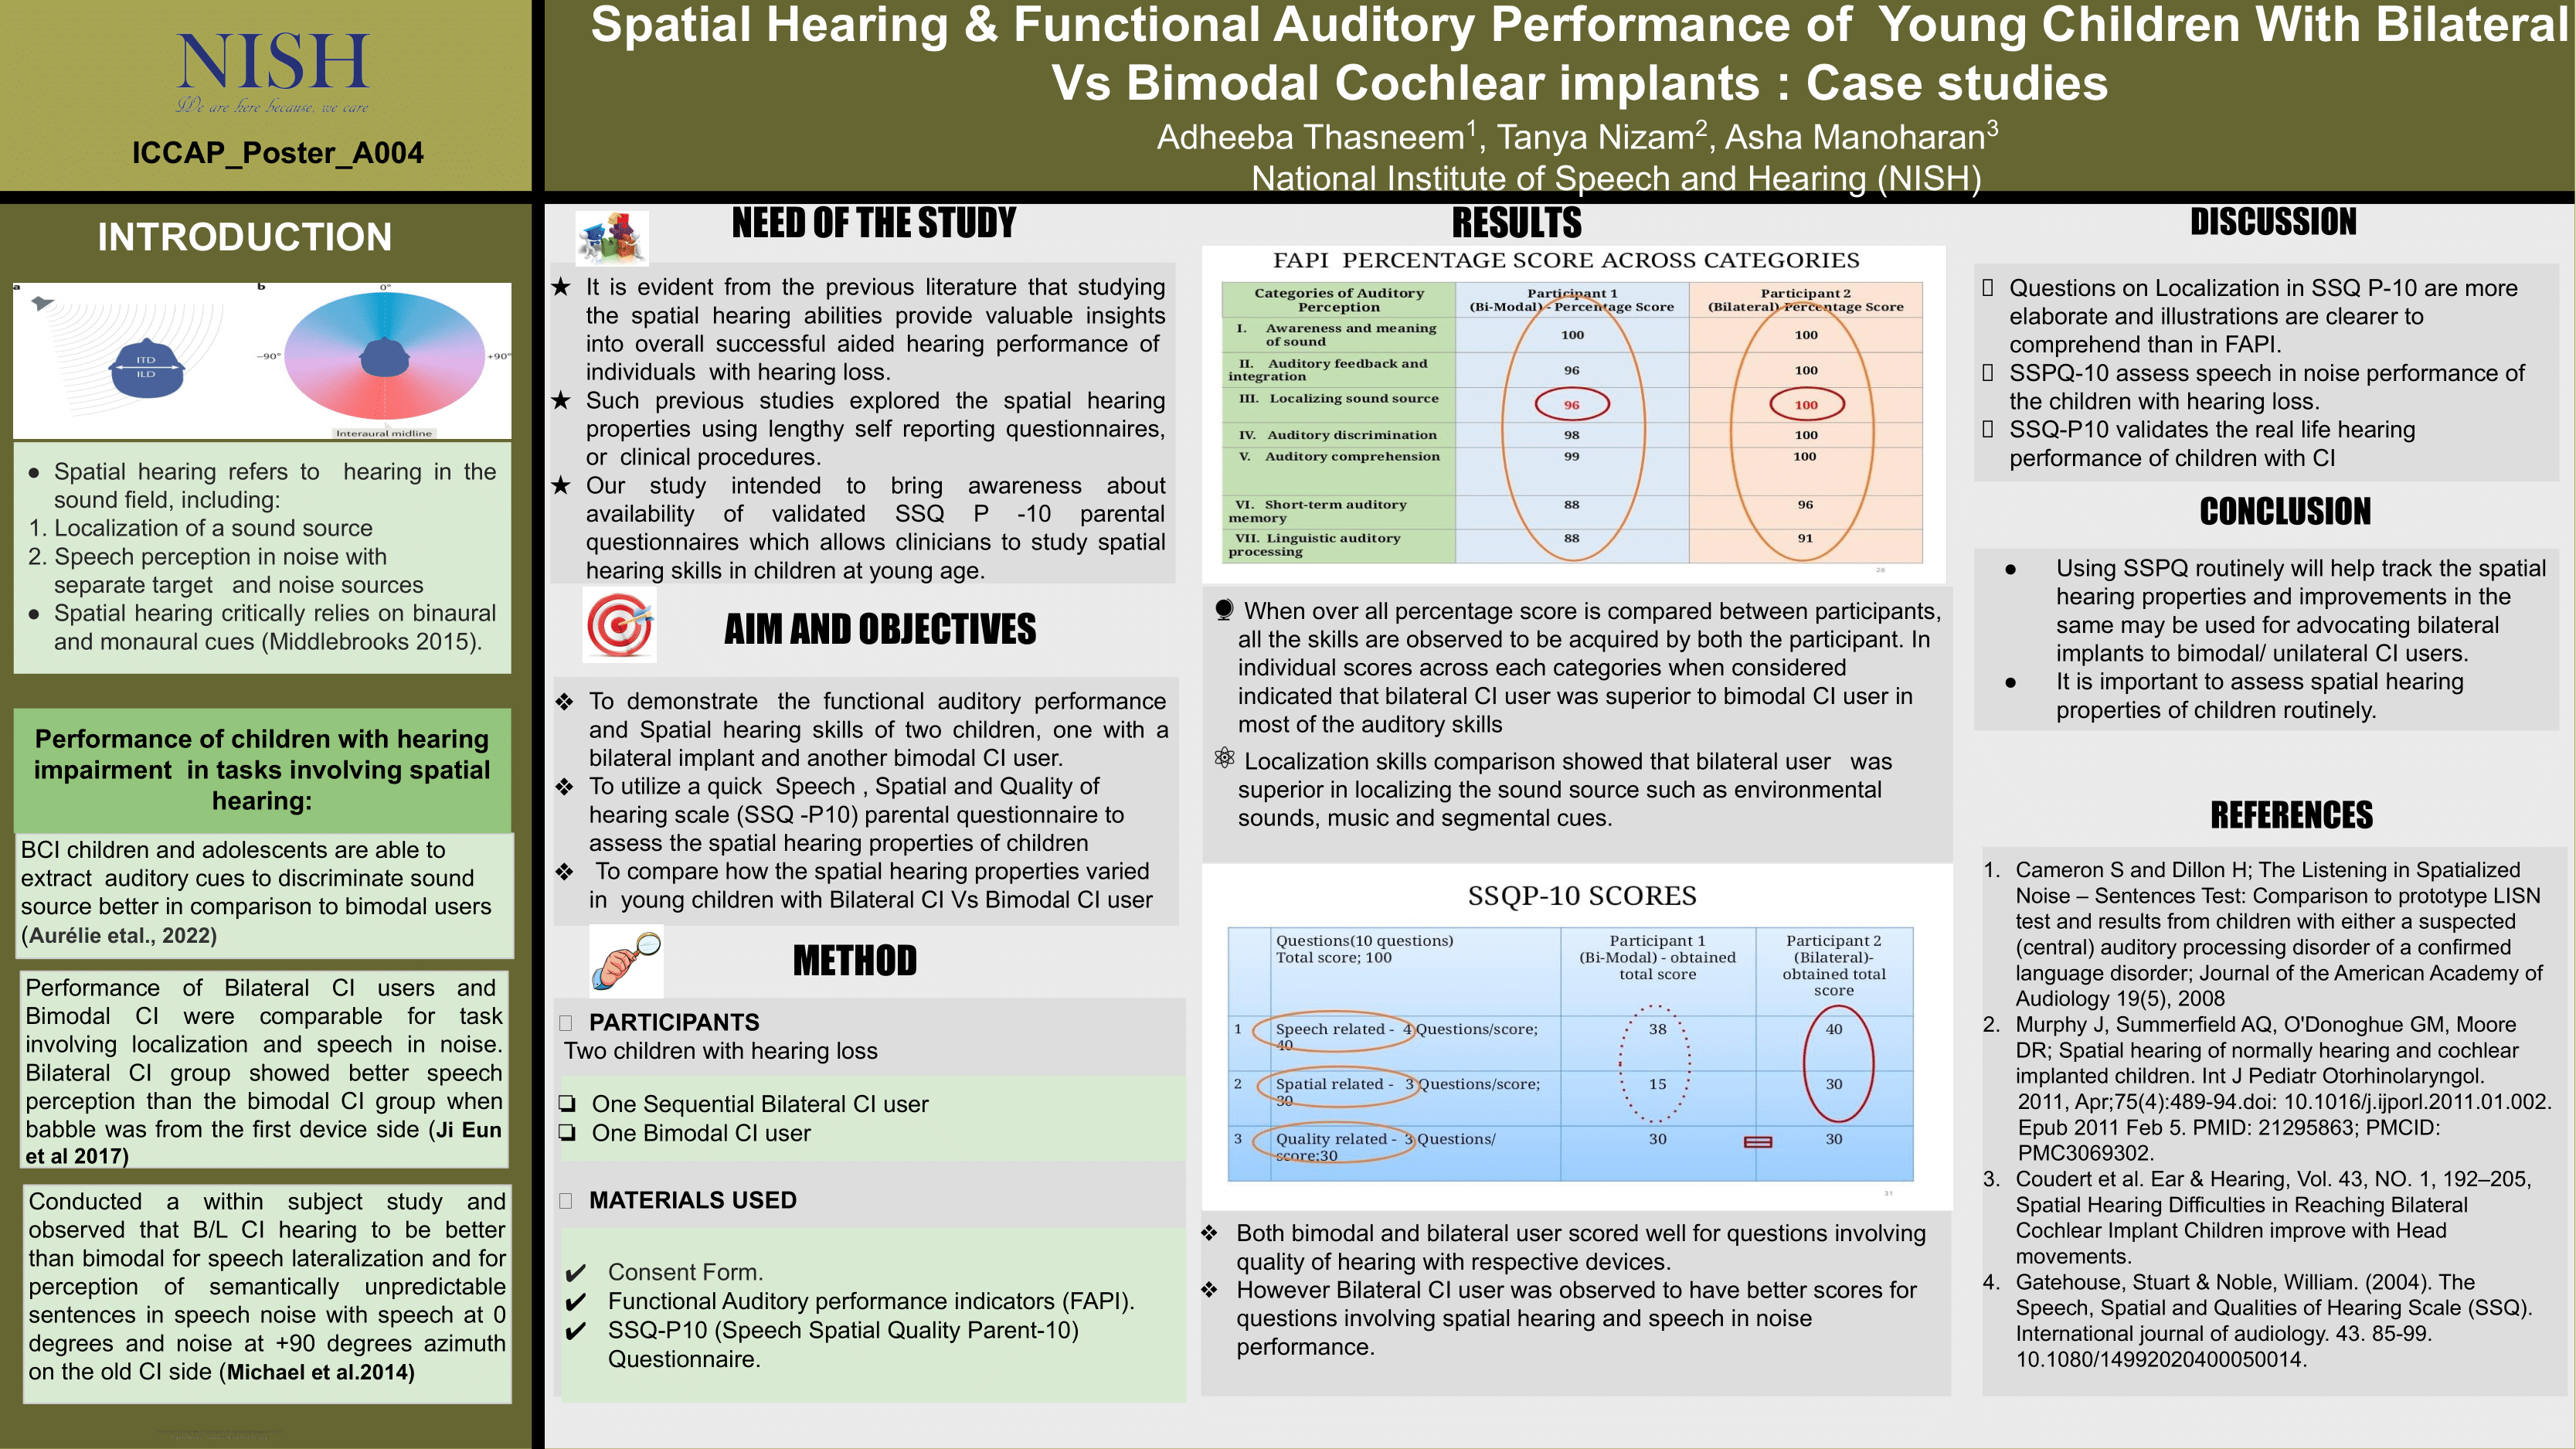 NISH
We are here because, we care
ICCAP_Poster_A004
Spatial Hearing & Functional Auditory Performance of Young Children With Bilateral
Vs Bimodal Cochlear implants : Case studies
Adheeba Thasneem1, Tanya Nizam2, Asha Manoharan3
National Institute of Speech and Hearing (NISH)
INTRODUCTION
a
ITD
ILD
b
0°
−90°
+90°
Interaural midline
● Spatial hearing refers to hearing in the
sound field, including:
1. Localization of a sound source
2. Speech perception in noise with
separate target and noise sources
● Spatial hearing critically relies on binaural
and monaural cues (Middlebrooks 2015).
Performance of children with hearing
impairment in tasks involving spatial
hearing:
BCI children and adolescents are able to
extract auditory cues to discriminate sound
source better in comparison to bimodal users
(Aurélie etal., 2022)
Performance of Bilateral CI users and
Bimodal CI were comparable for task
involving localization and speech in noise.
Bilateral CI group showed better speech
perception than the bimodal CI group when
babble was from the first device side (Ji Eun
et al 2017)
Conducted a within subject study and
observed that B/L CI hearing to be better
than bimodal for speech lateralization and for
perception of semantically unpredictable
sentences in speech noise with speech at 0
degrees and noise at +90 degrees azimuth
on the old CI side (Michael et al.2014)
NEED OF THE STUDY
★ It is evident from the previous literature that studying
the spatial hearing abilities provide valuable insights
into overall successful aided hearing performance of
individuals with hearing loss.
★ Such previous studies explored the spatial hearing
properties using lengthy self reporting questionnaires,
or clinical procedures.
★ Our study intended to bring awareness about
availability of validated SSQ P -10 parental
questionnaires which allows clinicians to study spatial
hearing skills in children at young age.
AIM AND OBJECTIVES
❖ To demonstrate the functional auditory performance
and Spatial hearing skills of two children, one with a
bilateral implant and another bimodal CI user.
❖ To utilize a quick Speech , Spatial and Quality of
hearing scale (SSQ -P10) parental questionnaire to
assess the spatial hearing properties of children
❖ To compare how the spatial hearing properties varied
in young children with Bilateral CI Vs Bimodal CI user
METHOD
PARTICIPANTS
Two children with hearing loss
❏ One Sequential Bilateral CI user
❏ One Bimodal CI user
MATERIALS USED
✔ Consent Form.
✔ Functional Auditory performance indicators (FAPI).
✔ SSQ-P10 (Speech Spatial Quality Parent-10)
Questionnaire.
RESULTS
FAPI PERCENTAGE SCORE ACROSS CATEGORIES
Categories of Auditory Perception | Participant 1 (Bi-Modal) - Percentage Score | Participant 2 (Bilateral) Percentage Score
I. Awareness and meaning of sound 100 100
II. Auditory feedback and integration 96 100
III. Localizing sound source 96 100
IV. Auditory discrimination 98 100
V. Auditory comprehension 99 100
VI. Short-term auditory memory 88 96
VII. Linguistic auditory processing 88 91
28
When over all percentage score is compared between participants,
all the skills are observed to be acquired by both the participant. In
individual scores across each categories when considered
indicated that bilateral CI user was superior to bimodal CI user in
most of the auditory skills
Localization skills comparison showed that bilateral user was
superior in localizing the sound source such as environmental
sounds, music and segmental cues.
SSQP-10 SCORES
Questions(10 questions) Total score; 100 | Participant 1 (Bi-Modal) - obtained total score | Participant 2 (Bilateral)- obtained total score
1 Speech related - 4 Questions/score; 40 38 40
2 Spatial related - 3 Questions/score; 30 15 30
3 Quality related - 3 Questions/ score;30 30 30
31
❖ Both bimodal and bilateral user scored well for questions involving
quality of hearing with respective devices.
❖ However Bilateral CI user was observed to have better scores for
questions involving spatial hearing and speech in noise
performance.
DISCUSSION
Questions on Localization in SSQ P-10 are more
elaborate and illustrations are clearer to
comprehend than in FAPI.
SSPQ-10 assess speech in noise performance of
the children with hearing loss.
SSQ-P10 validates the real life hearing
performance of children with CI
CONCLUSION
● Using SSPQ routinely will help track the spatial
hearing properties and improvements in the
same may be used for advocating bilateral
implants to bimodal/ unilateral CI users.
● It is important to assess spatial hearing
properties of children routinely.
REFERENCES
1. Cameron S and Dillon H; The Listening in Spatialized
Noise – Sentences Test: Comparison to prototype LISN
test and results from children with either a suspected
(central) auditory processing disorder of a confirmed
language disorder; Journal of the American Academy of
Audiology 19(5), 2008
2. Murphy J, Summerfield AQ, O'Donoghue GM, Moore
DR; Spatial hearing of normally hearing and cochlear
implanted children. Int J Pediatr Otorhinolaryngol.
2011, Apr;75(4):489-94.doi: 10.1016/j.ijporl.2011.01.002.
Epub 2011 Feb 5. PMID: 21295863; PMCID:
PMC3069302.
3. Coudert et al. Ear & Hearing, Vol. 43, NO. 1, 192–205,
Spatial Hearing Difficulties in Reaching Bilateral
Cochlear Implant Children improve with Head
movements.
4. Gatehouse, Stuart & Noble, William. (2004). The
Speech, Spatial and Qualities of Hearing Scale (SSQ).
International journal of audiology. 43. 85-99.
10.1080/14992020400050014.